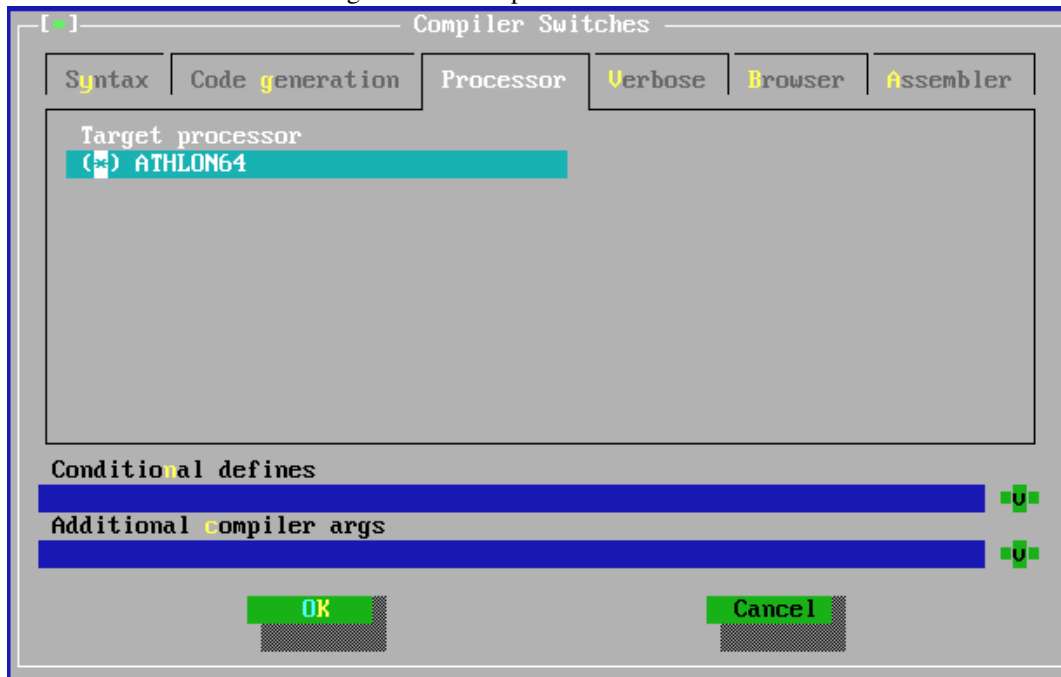 [*] Compiler Switches
Syntax Code generation Processor Verbose Browser Assembler
Target processor
(*) ATHLON64
Conditional defines
Additional compiler args
OK Cancel